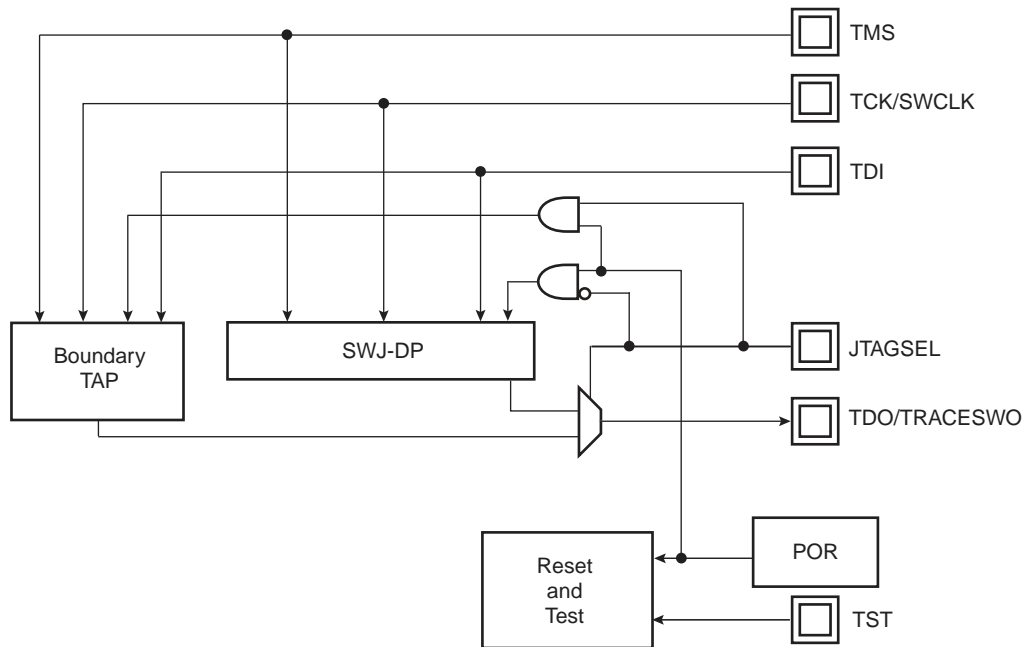 TMS
TCK/SWCLK
TDI
Boundary
TAP
SWJ-DP
JTAGSEL
TDO/TRACESWO
Reset
and
Test
POR
TST